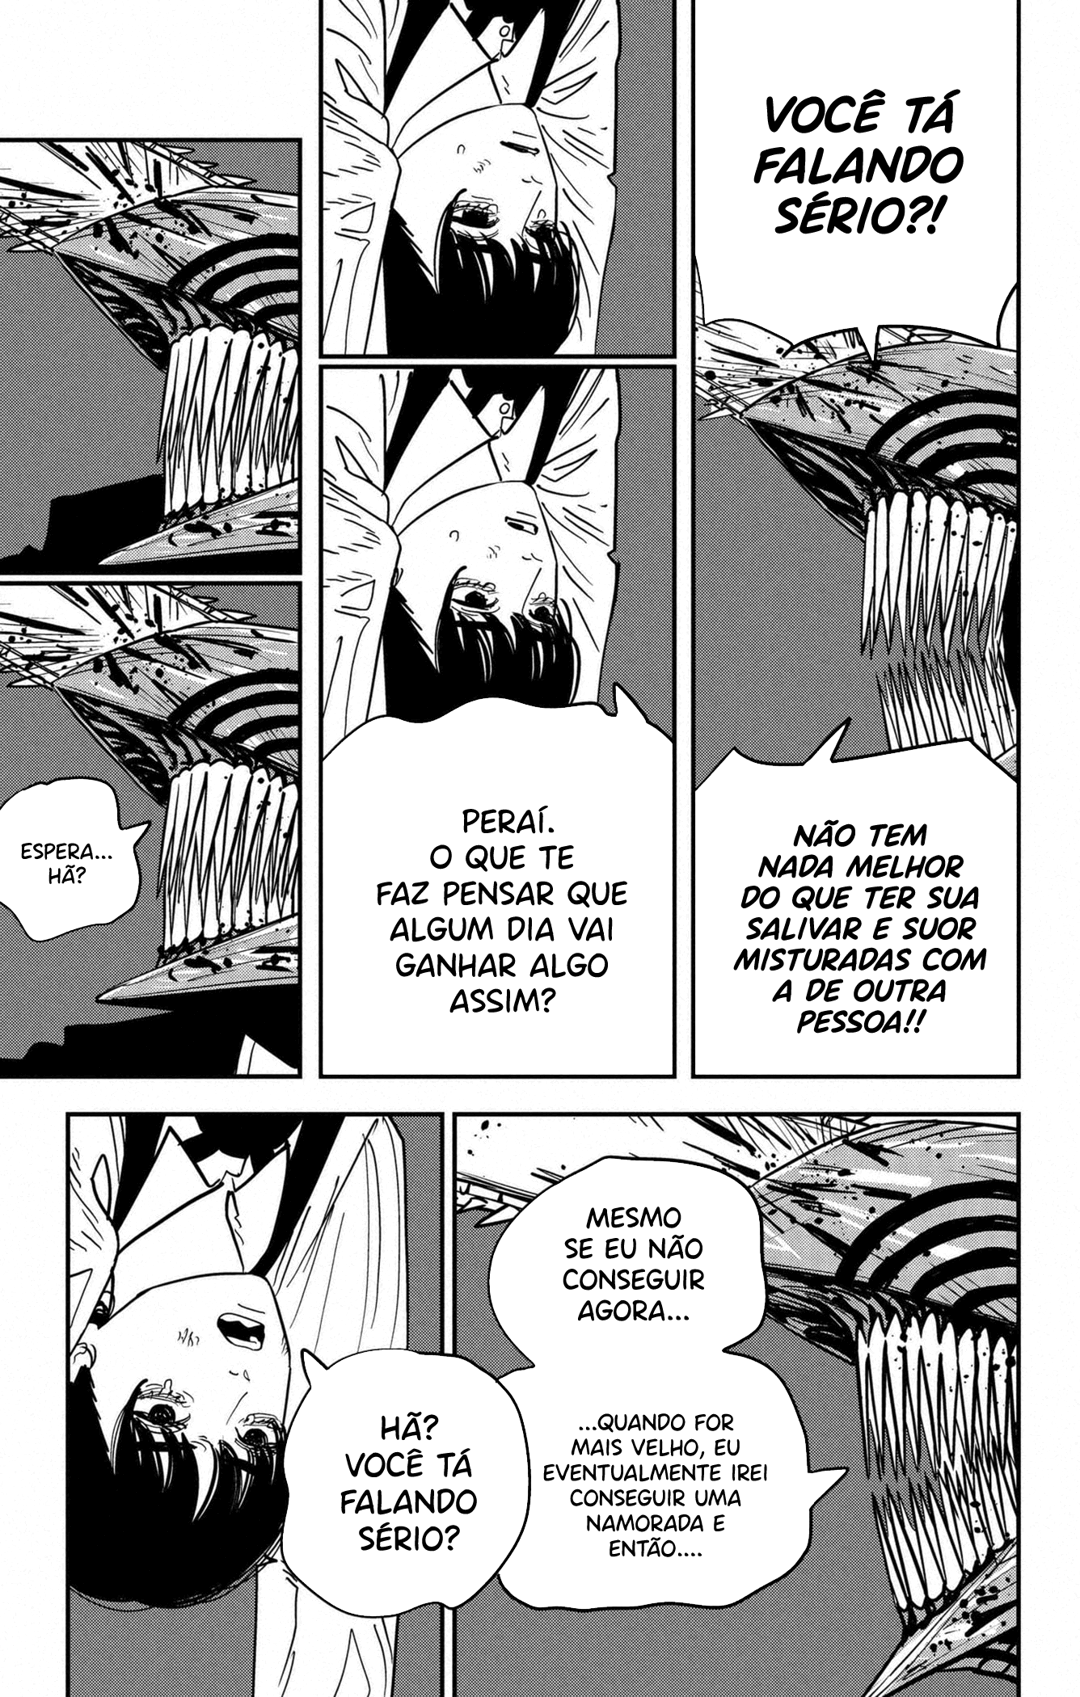 VOCÊ TÁ
FALANDO
SÉRIO?!
NÃO TEM
NADA MELHOR
DO QUE TER SUA
SALIVAR E SUOR
MISTURADAS COM
A DE OUTRA
PESSOA!!
PERAÍ.
O QUE TE
FAZ PENSAR QUE
ALGUM DIA VAI
GANHAR ALGO
ASSIM?
ESPERA...
HÃ?
MESMO
SE EU NÃO
CONSEGUIR
AGORA...
...QUANDO FOR
MAIS VELHO, EU
EVENTUALMENTE IREI
CONSEGUIR UMA
NAMORADA E
ENTÃO....
HÃ?
VOCÊ TÁ
FALANDO
SÉRIO?